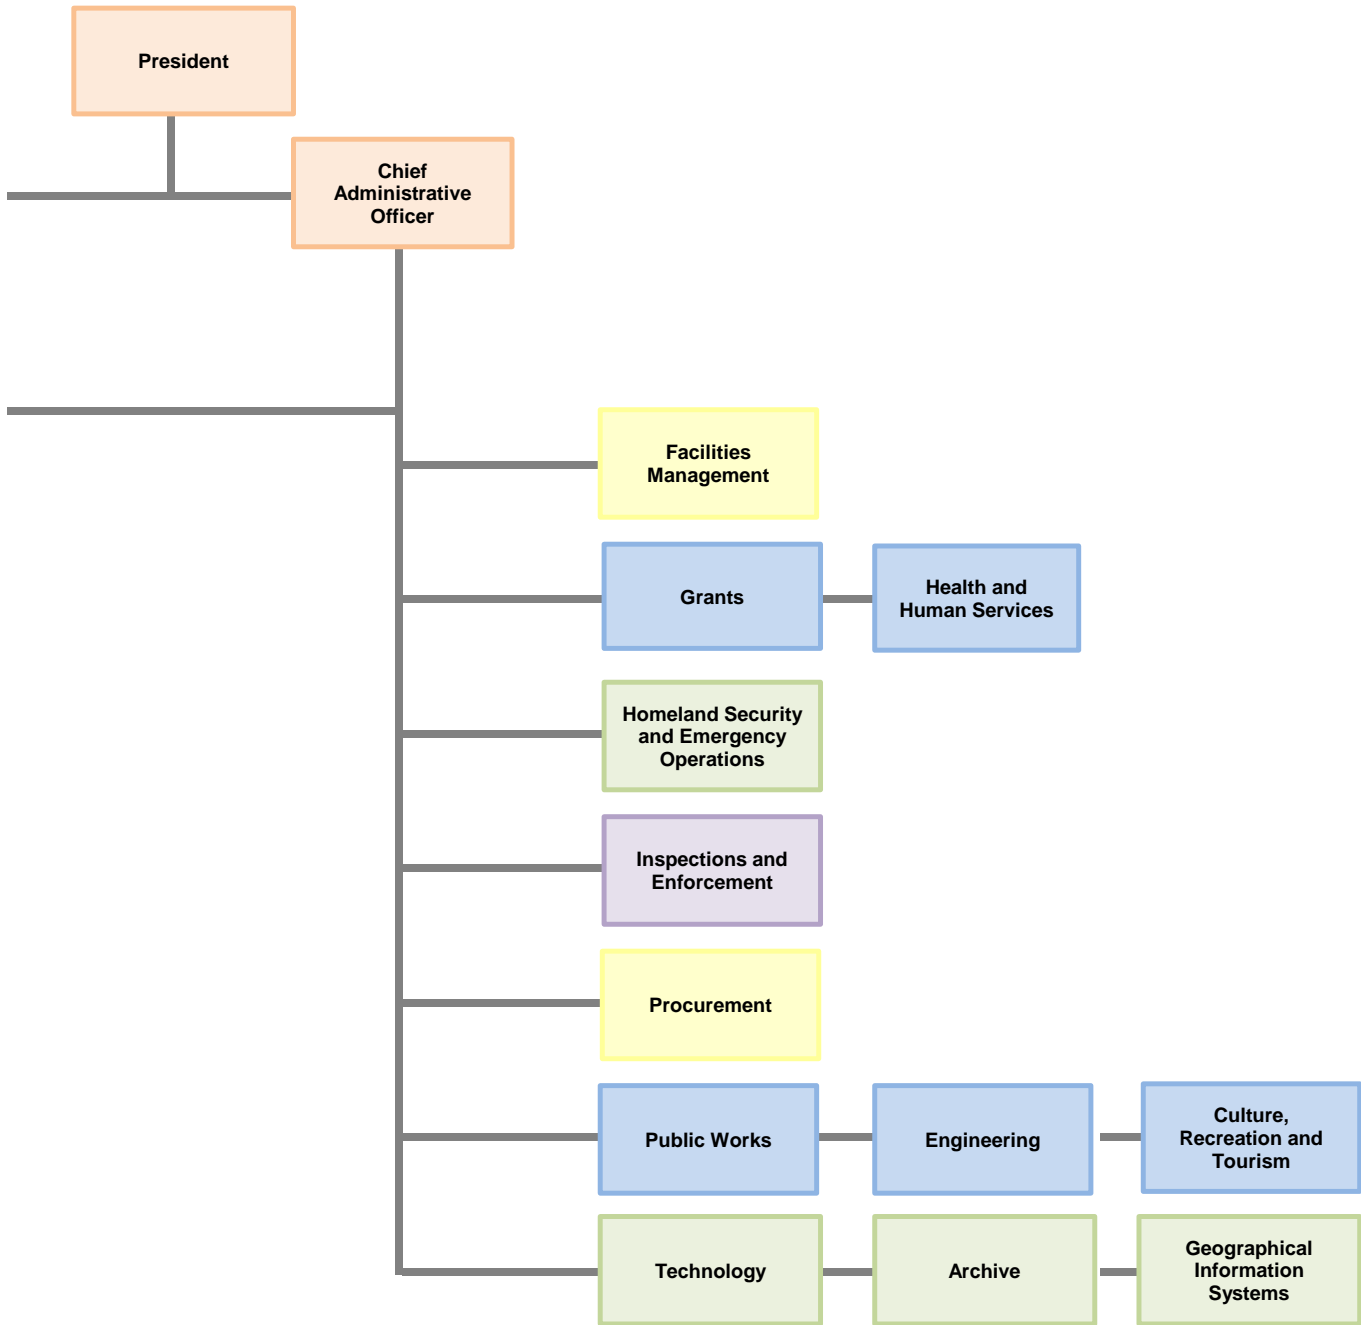 President
Chief
Administrative
Officer
Facilities
Management
Grants
Health and
Human Services
Homeland Security
and Emergency
Operations
Inspections and
Enforcement
Procurement
Public Works
Engineering
Culture,
Recreation and
Tourism
Technology
Archive
Geographical
Information
Systems